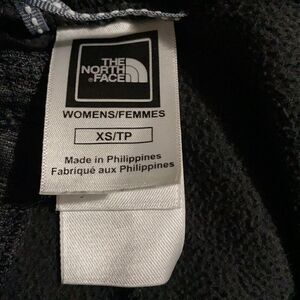 THE
NORTH
FACE
WOMENS/FEMMES
XS/TP
Made in Philippines
Fabriqué aux Philippines